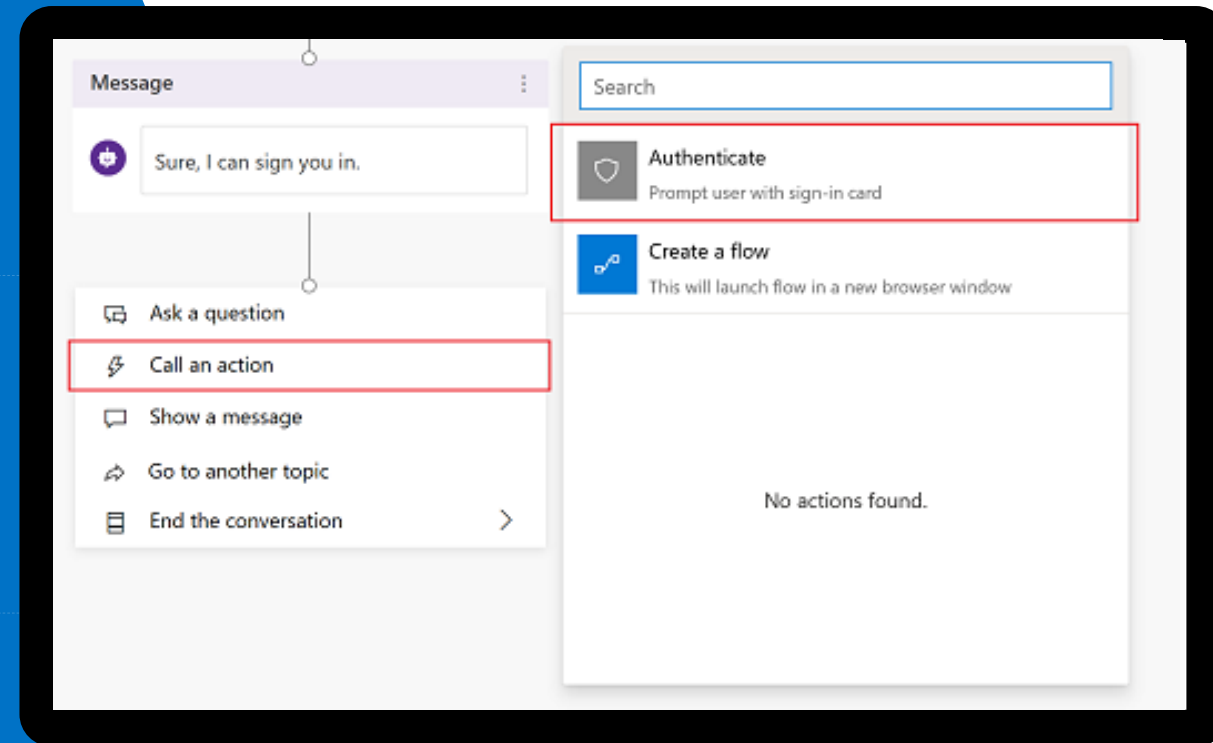 Message
Sure, I can sign you in.
Ask a question
Call an action
Show a message
Go to another topic
End the conversation
Search
Authenticate
Prompt user with sign-in card
Create a flow
This will launch flow in a new browser window
No actions found.